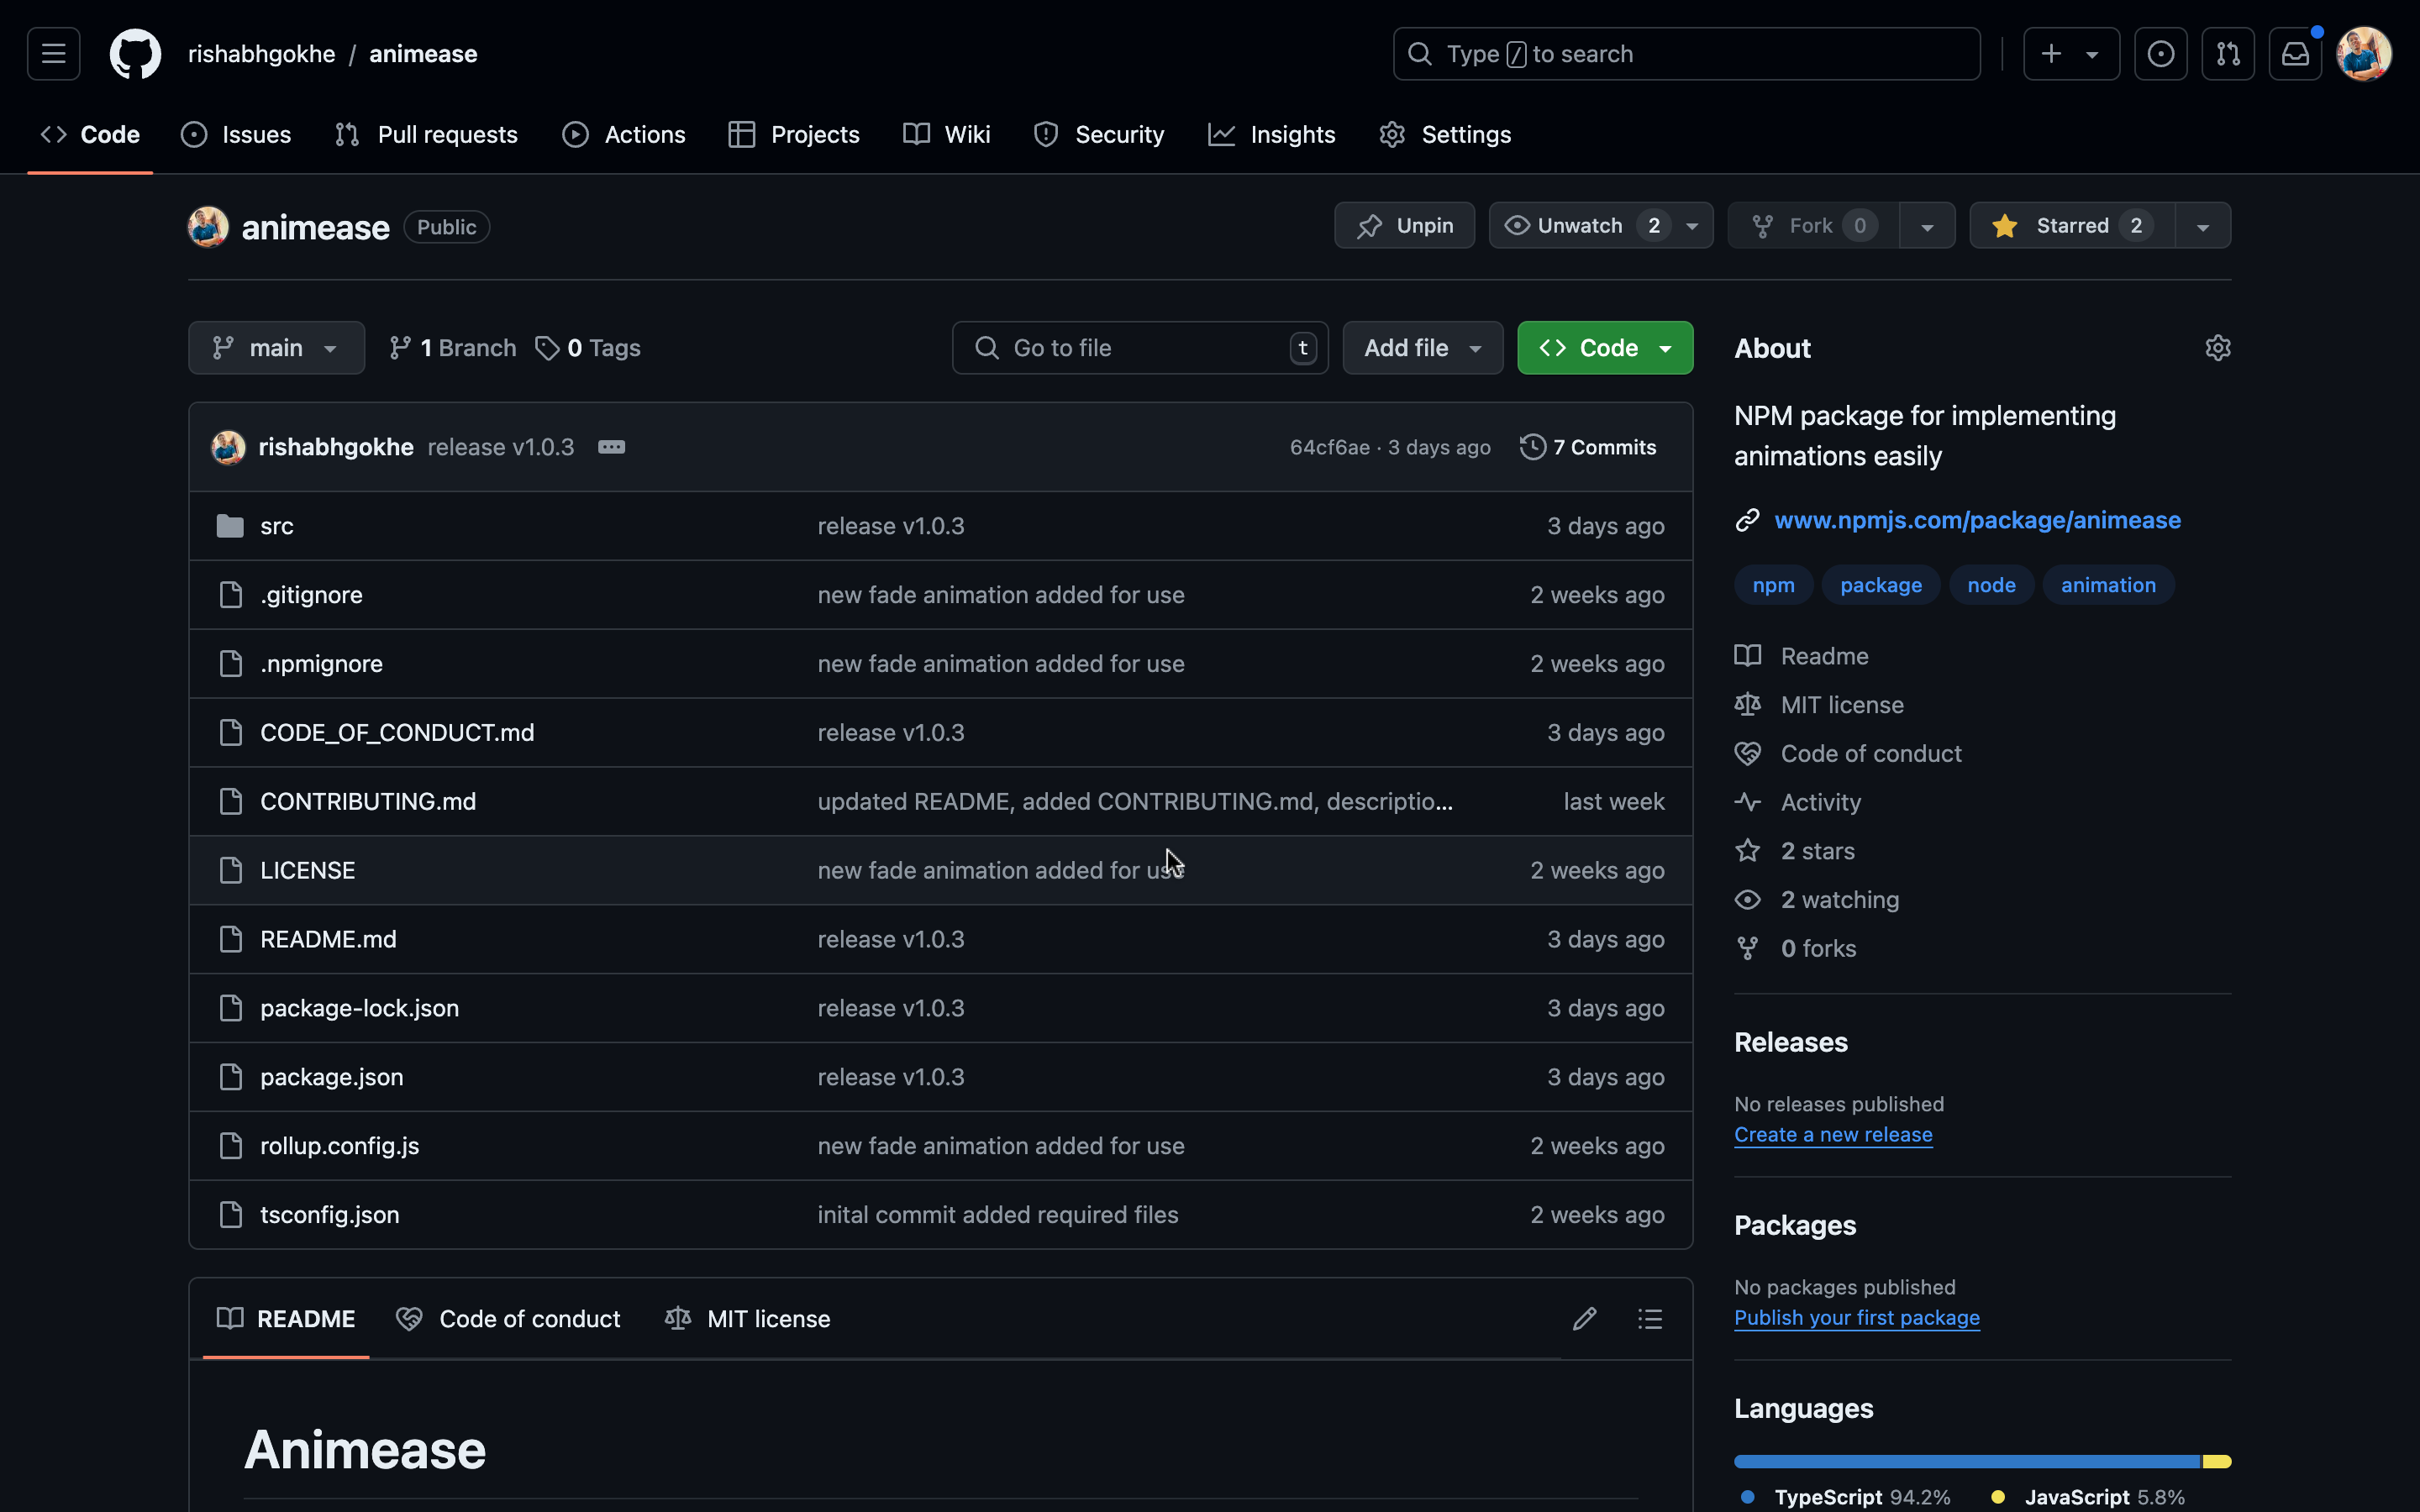 rishabhgokhe / animease
Type / to search
Code Issues Pull requests Actions Projects Wiki Security Insights Settings
animease Public
Unpin Unwatch 2 Fork 0 Starred 2
main 1 Branch 0 Tags
Go to file t Add file Code
rishabhgokhe release v1.0.3 64cf6ae · 3 days ago 7 Commits
src release v1.0.3 3 days ago
.gitignore new fade animation added for use 2 weeks ago
.npmignore new fade animation added for use 2 weeks ago
CODE_OF_CONDUCT.md release v1.0.3 3 days ago
CONTRIBUTING.md updated README, added CONTRIBUTING.md, descriptio... last week
LICENSE new fade animation added for use 2 weeks ago
README.md release v1.0.3 3 days ago
package-lock.json release v1.0.3 3 days ago
package.json release v1.0.3 3 days ago
rollup.config.js new fade animation added for use 2 weeks ago
tsconfig.json inital commit added required files 2 weeks ago
README Code of conduct MIT license
Animease
About
NPM package for implementing
animations easily
www.npmjs.com/package/animease
npm package node animation
Readme
MIT license
Code of conduct
Activity
2 stars
2 watching
0 forks
Releases
No releases published
Create a new release
Packages
No packages published
Publish your first package
Languages
TypeScript 94.2% JavaScript 5.8%